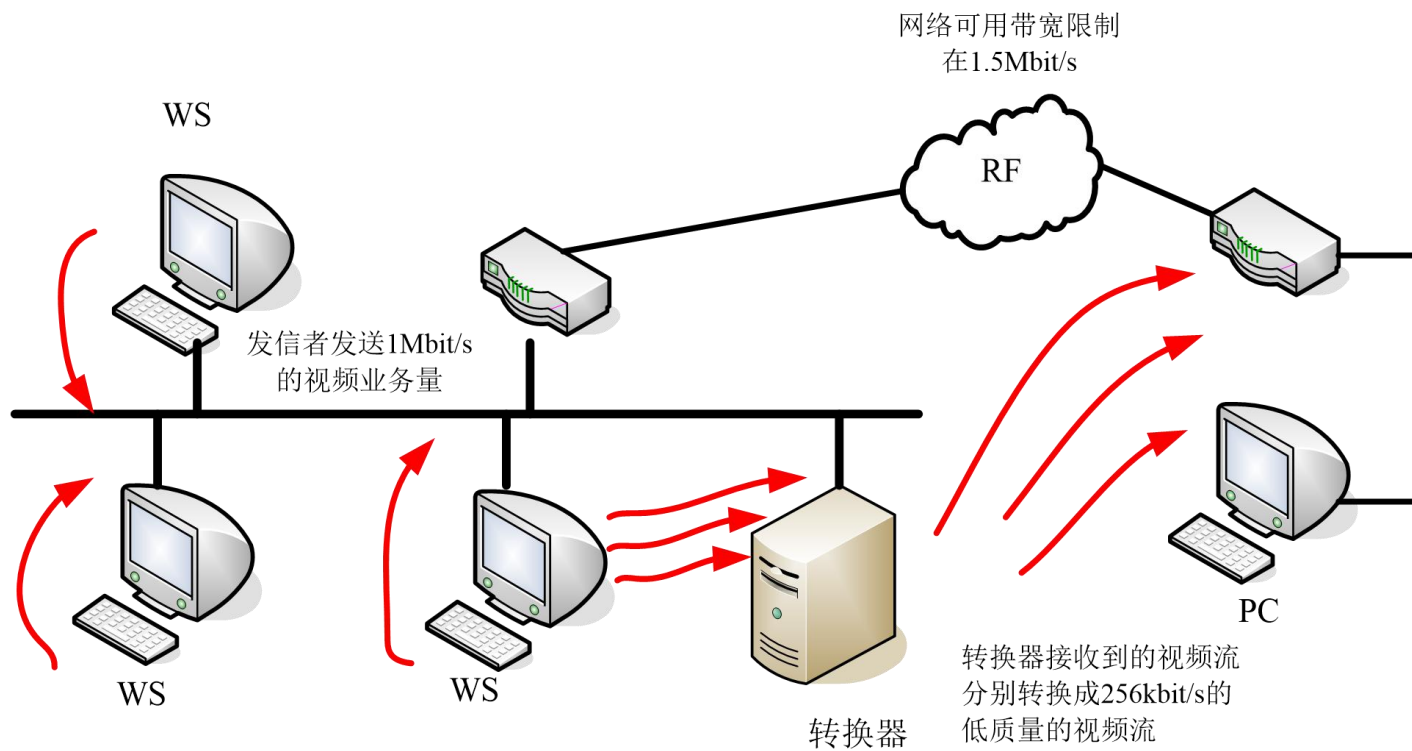 网络可用带宽限制
在1.5Mbit/s
WS
RF
发信者发送1Mbit/s
的视频业务量
WS
WS
PC
转换器
转换器接收到的视频流
分别转换成256kbit/s的
低质量的视频流